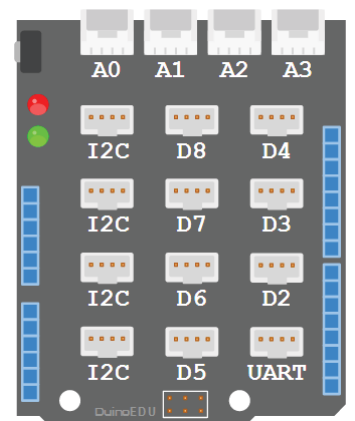 A0 A1 A2 A3
I2C D8 D4
I2C D7 D3
I2C D6 D2
I2C D5 UART
DuinoEDU